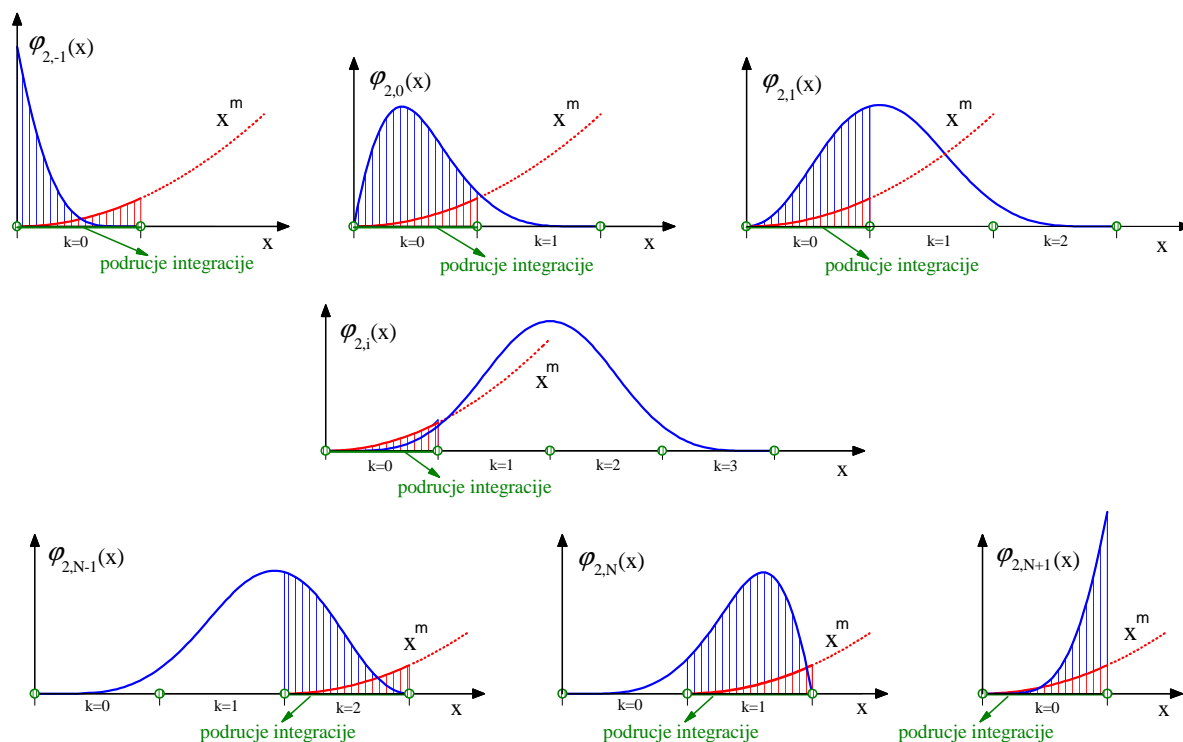 φ2,-1(x)
x^m
k=0
x
podrucje integracije
φ2,0(x)
x^m
k=0
k=1
x
podrucje integracije
φ2,1(x)
x^m
k=0
k=1
k=2
x
podrucje integracije
φ2,i(x)
x^m
k=0
k=1
k=2
k=3
x
podrucje integracije
φ2,N-1(x)
x^m
k=0
k=1
k=2
x
podrucje integracije
φ2,N(x)
x^m
k=0
k=1
x
podrucje integracije
φ2,N+1(x)
x^m
k=0
x
podrucje integracije